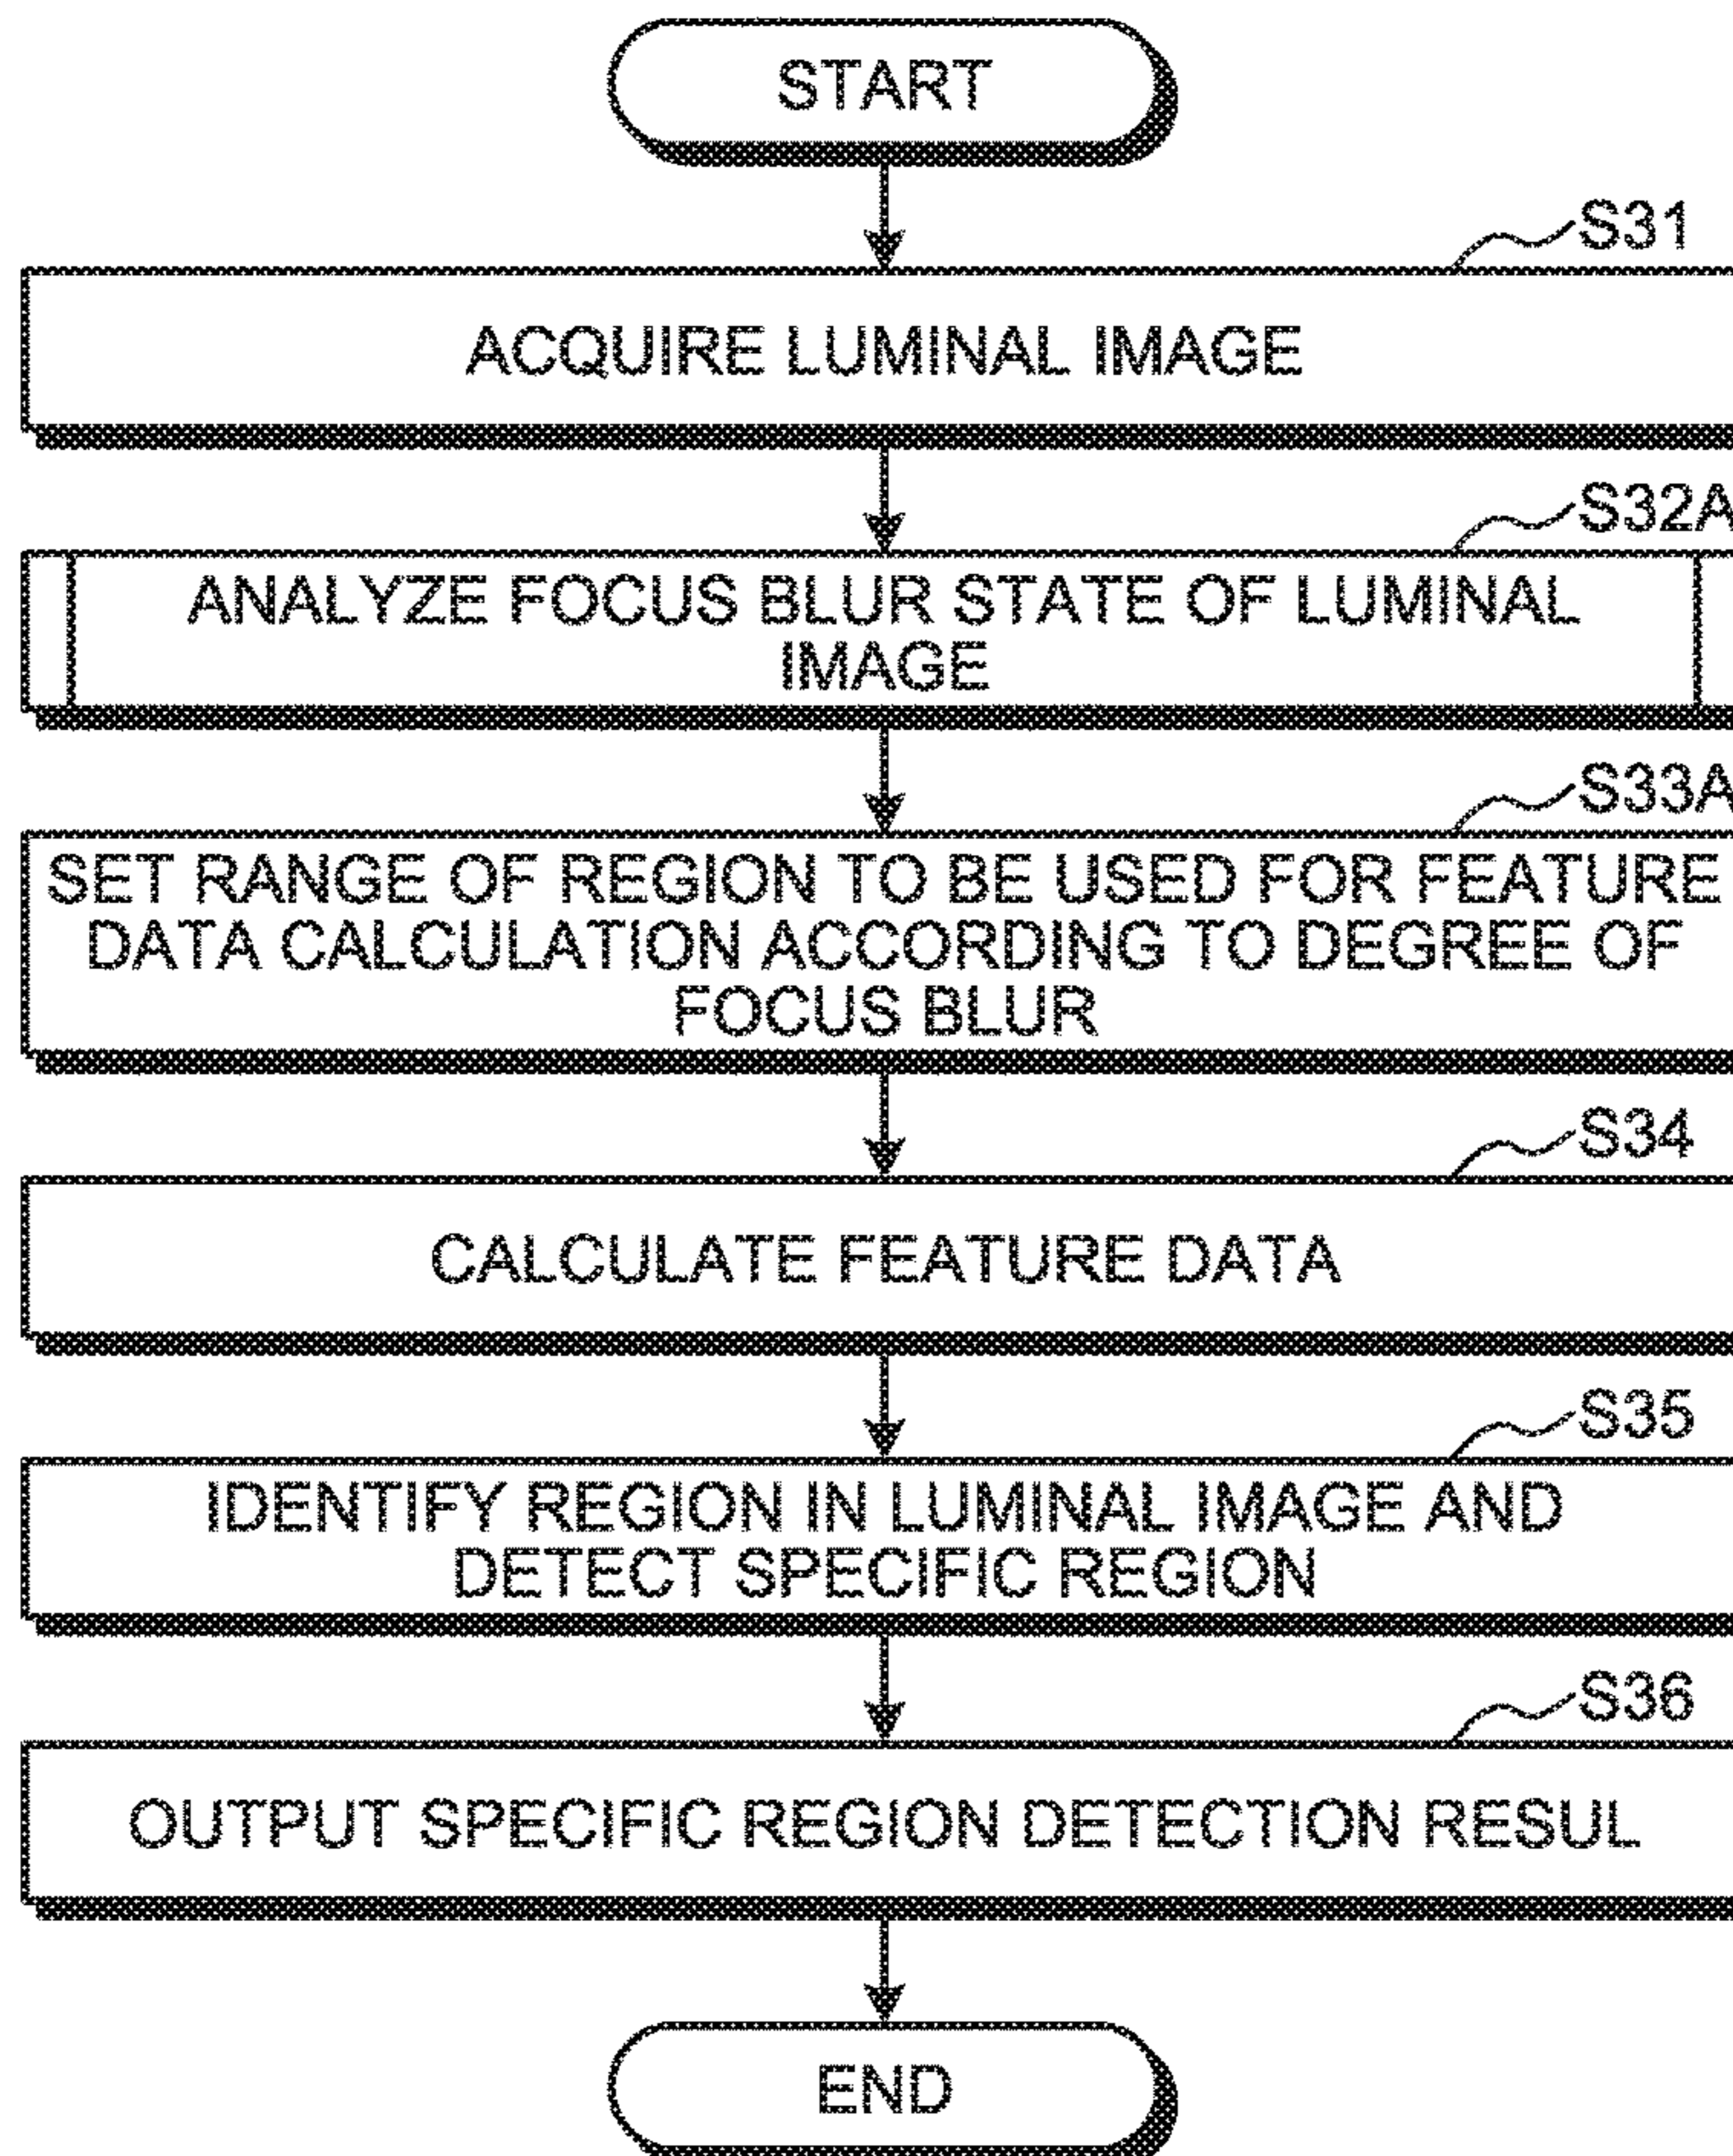 START
S31
ACQUIRE LUMINAL IMAGE
S32A
ANALYZE FOCUS BLUR STATE OF LUMINAL
IMAGE
S33A
SET RANGE OF REGION TO BE USED FOR FEATURE
DATA CALCULATION ACCORDING TO DEGREE OF
FOCUS BLUR
S34
CALCULATE FEATURE DATA
S35
IDENTIFY REGION IN LUMINAL IMAGE AND
DETECT SPECIFIC REGION
S36
OUTPUT SPECIFIC REGION DETECTION RESUL
END